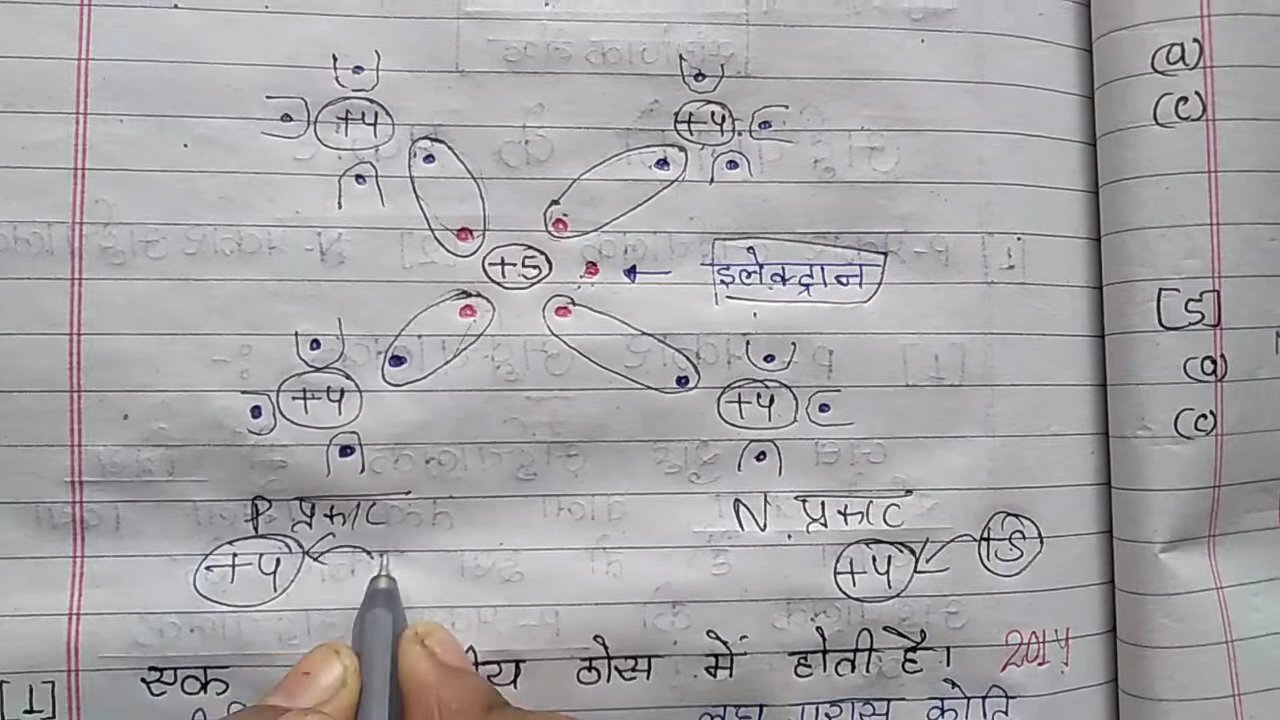 +4 +4 (a)
(c)
+5 इलेक्ट्रान
[5]
+4 +4 (a)
(c)
P प्रकार N प्रकार
+4 +4 +5
एक ठोस में होती है। 2014
[1]